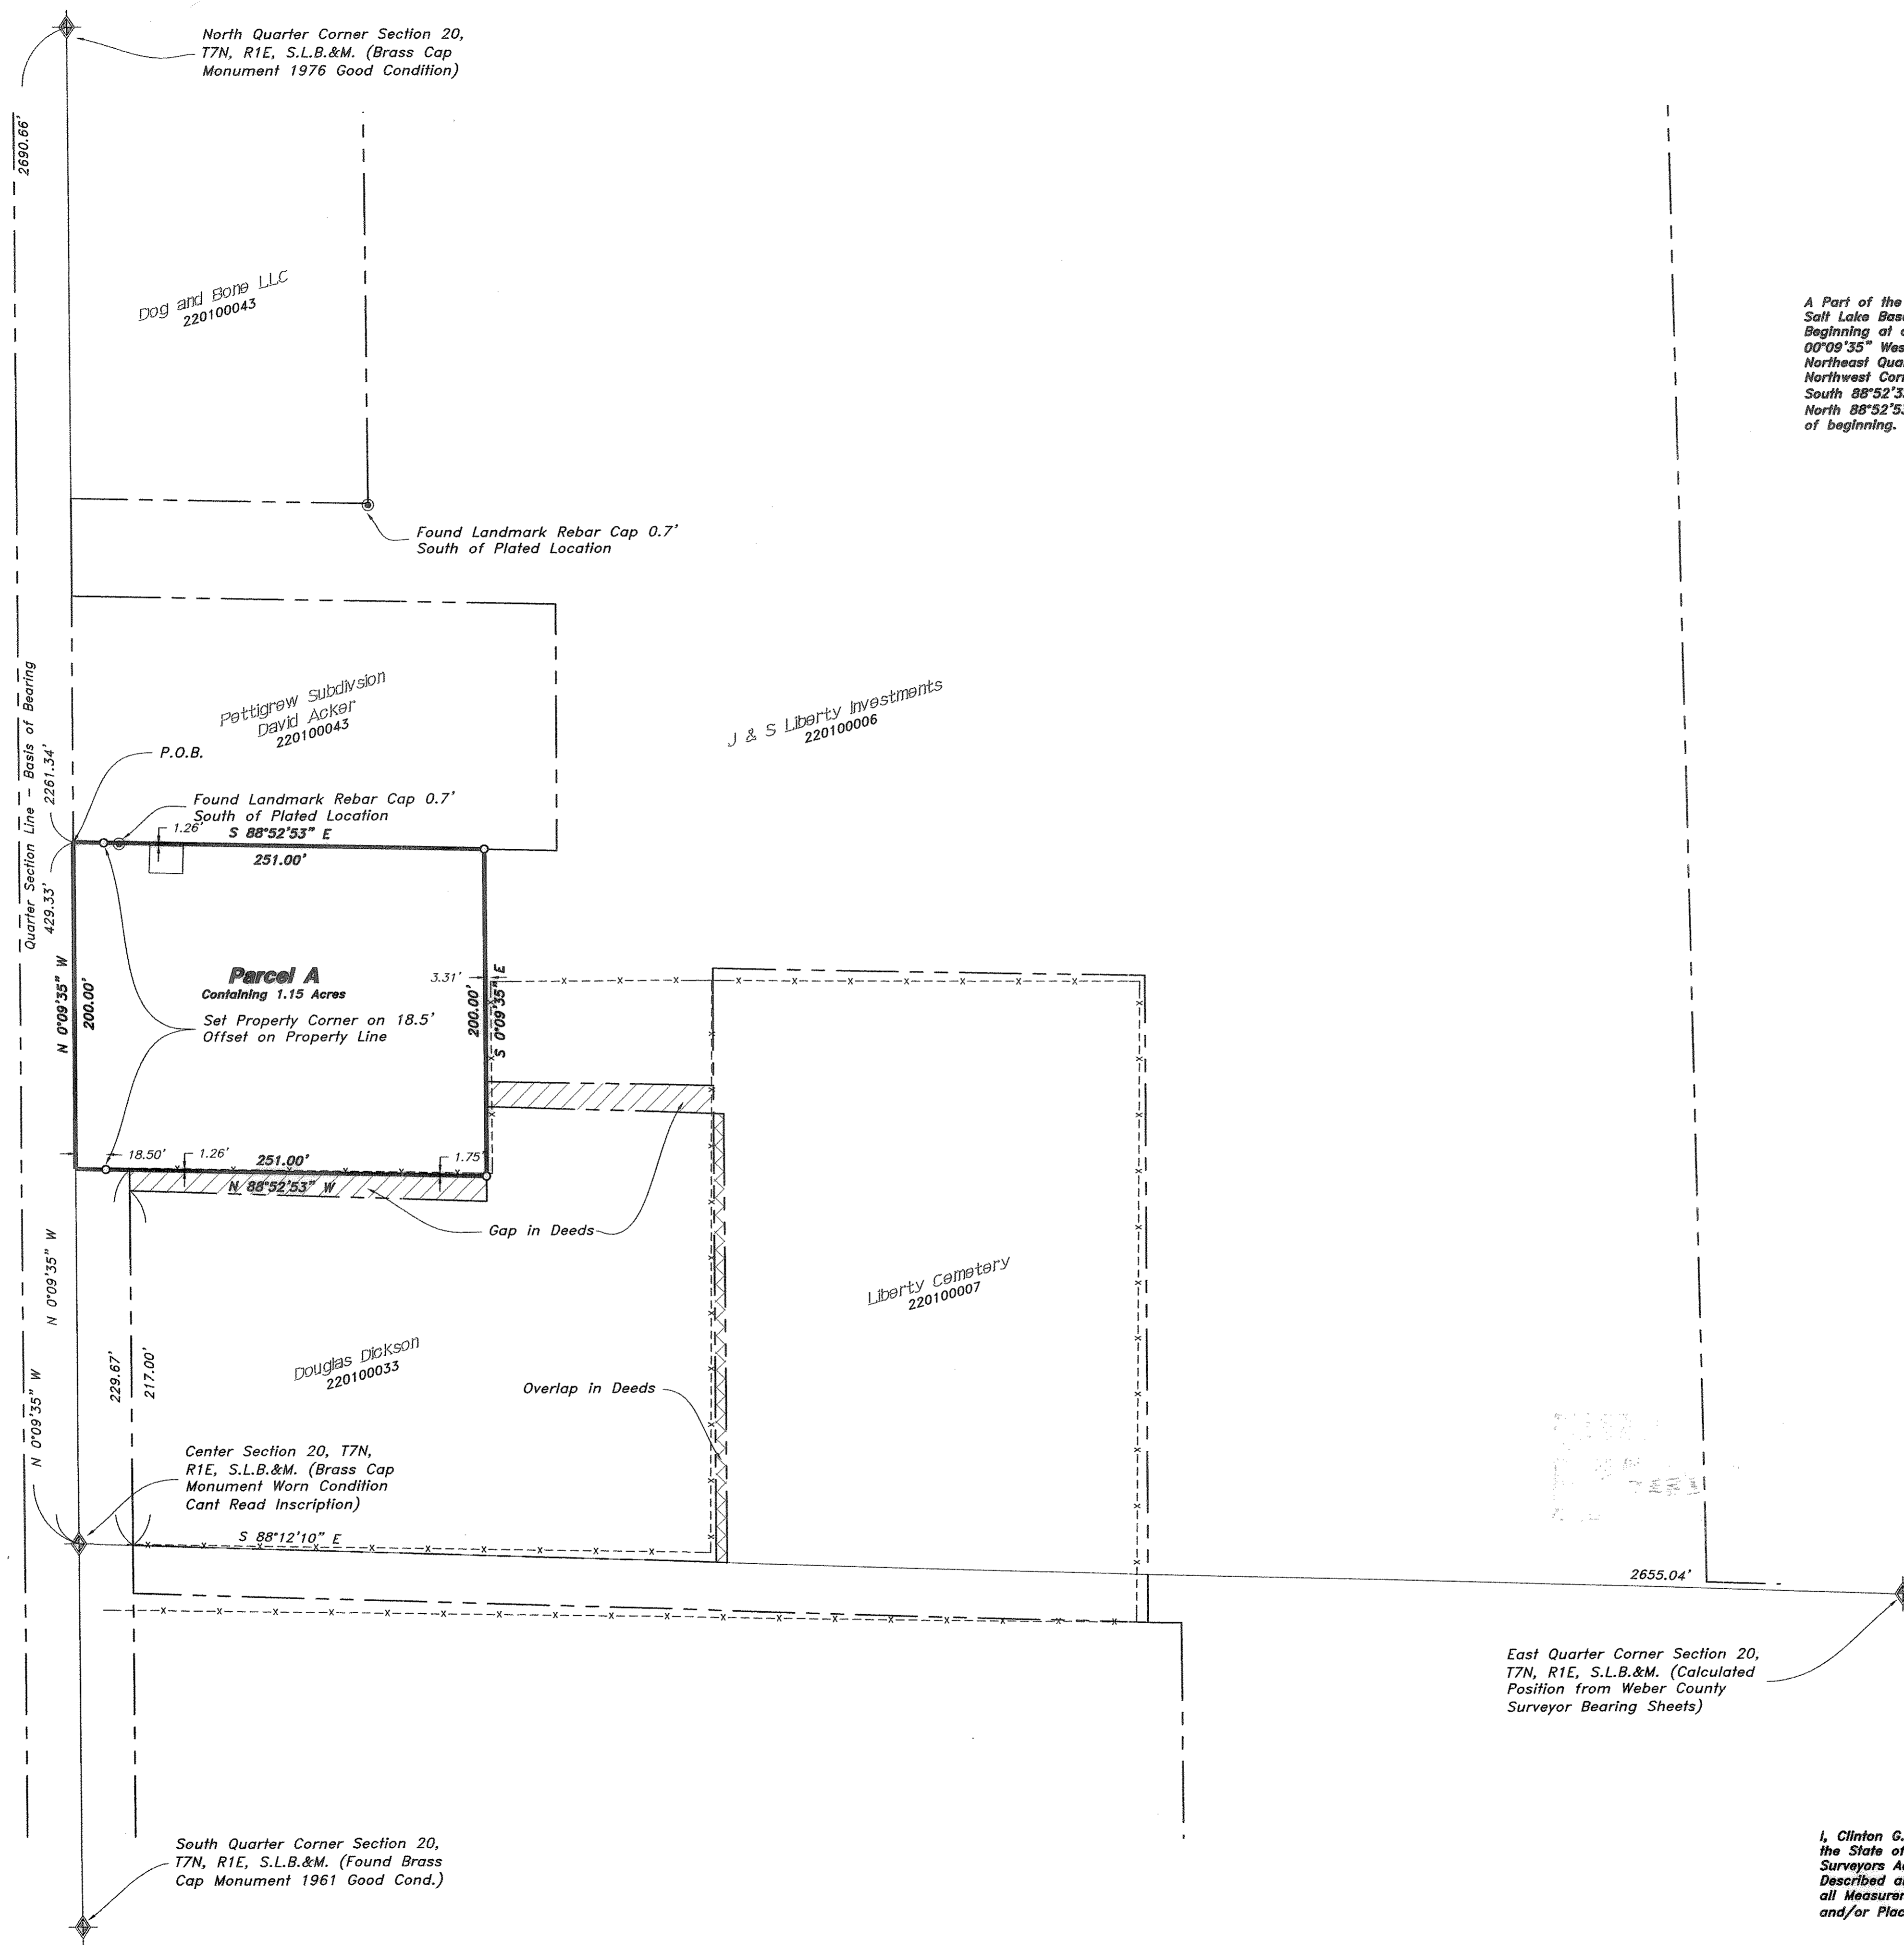 North Quarter Corner Section 20,
T7N, R1E, S.L.B.&M. (Brass Cap
Monument 1976 Good Condition)
2690.66'
Dog and Bone LLC
220100043
A Part of the
Salt Lake Bas
Beginning at
00°09'35" Wes
Northeast Qua
Northwest Cor
South 88°52'
North 88°52'5
of beginning.
Found Landmark Rebar Cap 0.7'
South of Plated Location
Quarter Section Line - Basis of Bearing
2261.34'
Pettigrew Subdivsion
David Acker
220100043
J & S Liberty Investments
220100006
P.O.B.
Found Landmark Rebar Cap 0.7'
South of Plated Location
1.26'
S 88°52'53" E
251.00'
429.33'
N 0°09'35" W
200.00'
Parcel A
Containing 1.15 Acres
Set Property Corner on 18.5'
Offset on Property Line
3.31'
200.00'
S 0°09'35" E
18.50'
1.26'
251.00'
1.75'
N 88°52'53" W
Gap in Deeds
N 0°09'35" W
Liberty Cemetery
220100007
Douglas Dickson
220100033
229.67'
217.00'
Overlap in Deeds
N 0°09'35" W
Center Section 20, T7N,
R1E, S.L.B.&M. (Brass Cap
Monument Worn Condition
Cant Read Inscription)
S 88°12'10" E
2655.04'
East Quarter Corner Section 20,
T7N, R1E, S.L.B.&M. (Calculated
Position from Weber County
Surveyor Bearing Sheets)
South Quarter Corner Section 20,
T7N, R1E, S.L.B.&M. (Found Brass
Cap Monument 1961 Good Cond.)
I, Clinton G.
the State of
Surveyors A
Described a
all Measurer
and/or Plac